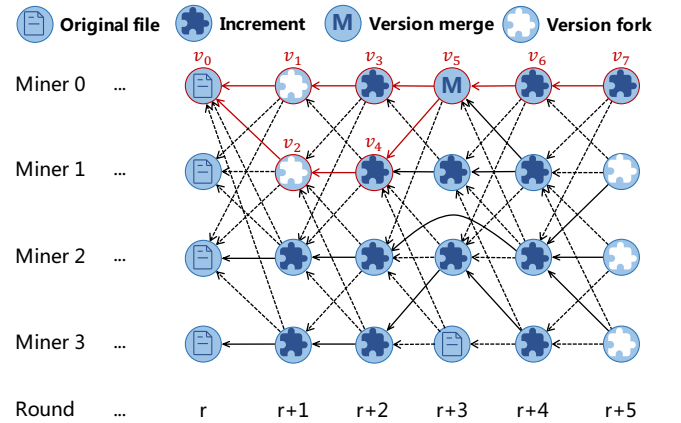 Original file Increment Version merge Version fork
v₀ v₁ v₃ v₅ v₆ v₇
Miner 0 ... M
v₂ v₄
Miner 1 ...
Miner 2 ...
Miner 3 ...
Round ... r r+1 r+2 r+3 r+4 r+5